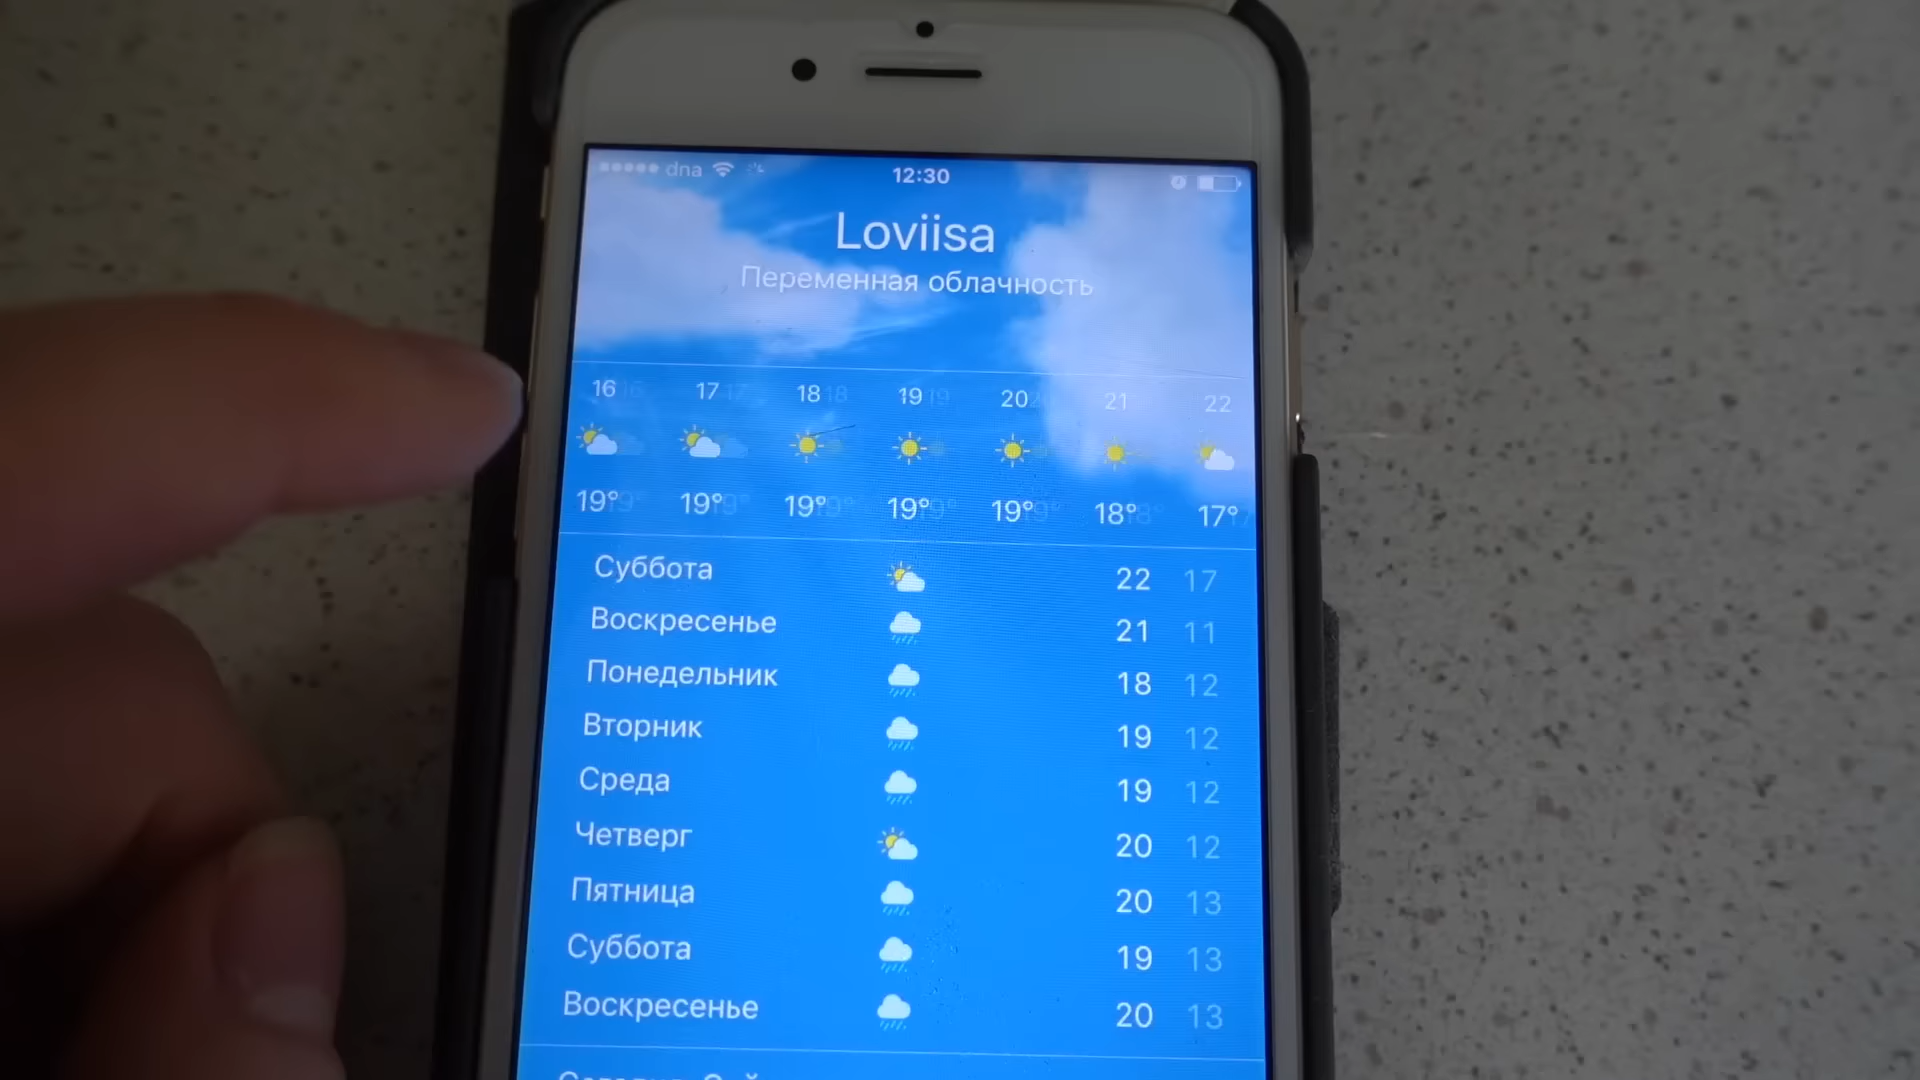 dna 12:30
Loviisa
Переменная облачность
16 17 18 19 20 21 22
19° 19° 19° 19° 19° 18° 17°
Суббота 22 17
Воскресенье 21 11
Понедельник 18 12
Вторник 19 12
Среда 19 12
Четверг 20 12
Пятница 20 13
Суббота 19 13
Воскресенье 20 13